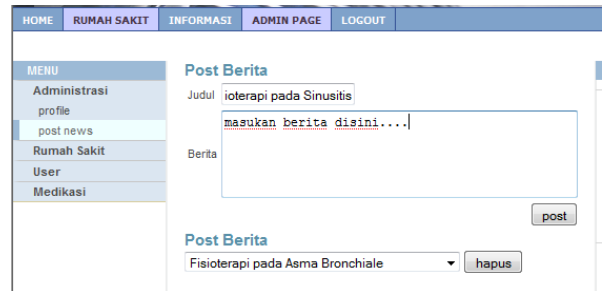 HOME RUMAH SAKIT INFORMASI ADMIN PAGE LOGOUT
MENU
Administrasi
profile
post news
Rumah Sakit
User
Medikasi
Post Berita
Judul ioterapi pada Sinusitis
Berita masukan berita disini....
post
Post Berita
Fisioterapi pada Asma Bronchiale hapus